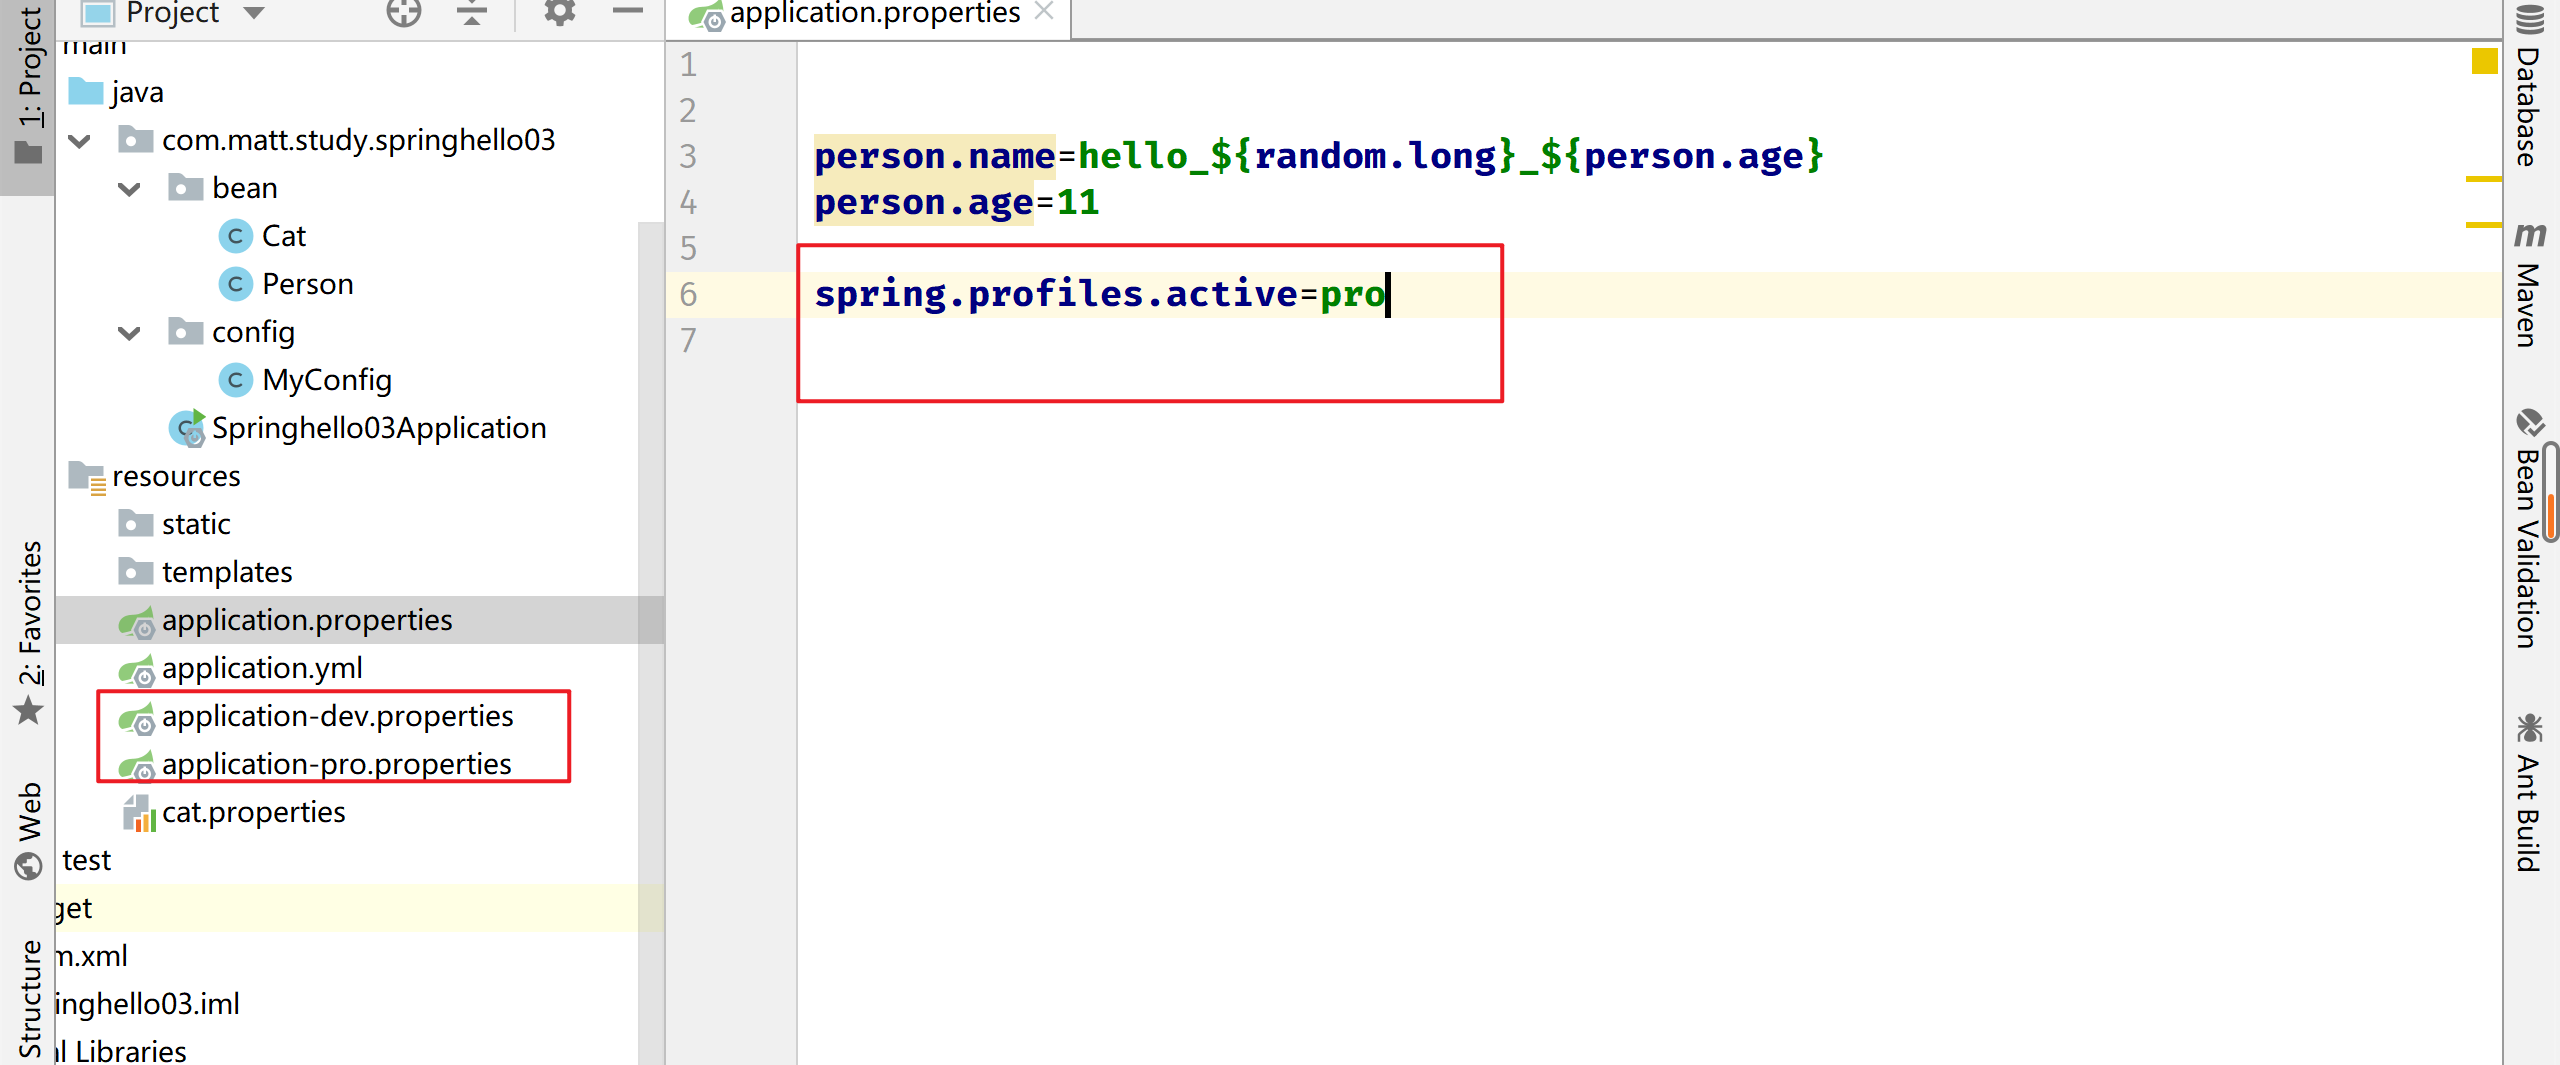 1: Project
2: Favorites
Web
Structure
Project
main
java
com.matt.study.springhello03
bean
Cat
Person
config
MyConfig
Springhello03Application
resources
static
templates
application.properties
application.yml
application-dev.properties
application-pro.properties
cat.properties
test
get
m.xml
inghello03.iml
al Libraries
application.properties
1
2
3 person.name=hello_${random.long}_${person.age}
4 person.age=11
5
6 spring.profiles.active=pro
7
Database
m Maven
Bean Validation
Ant Build